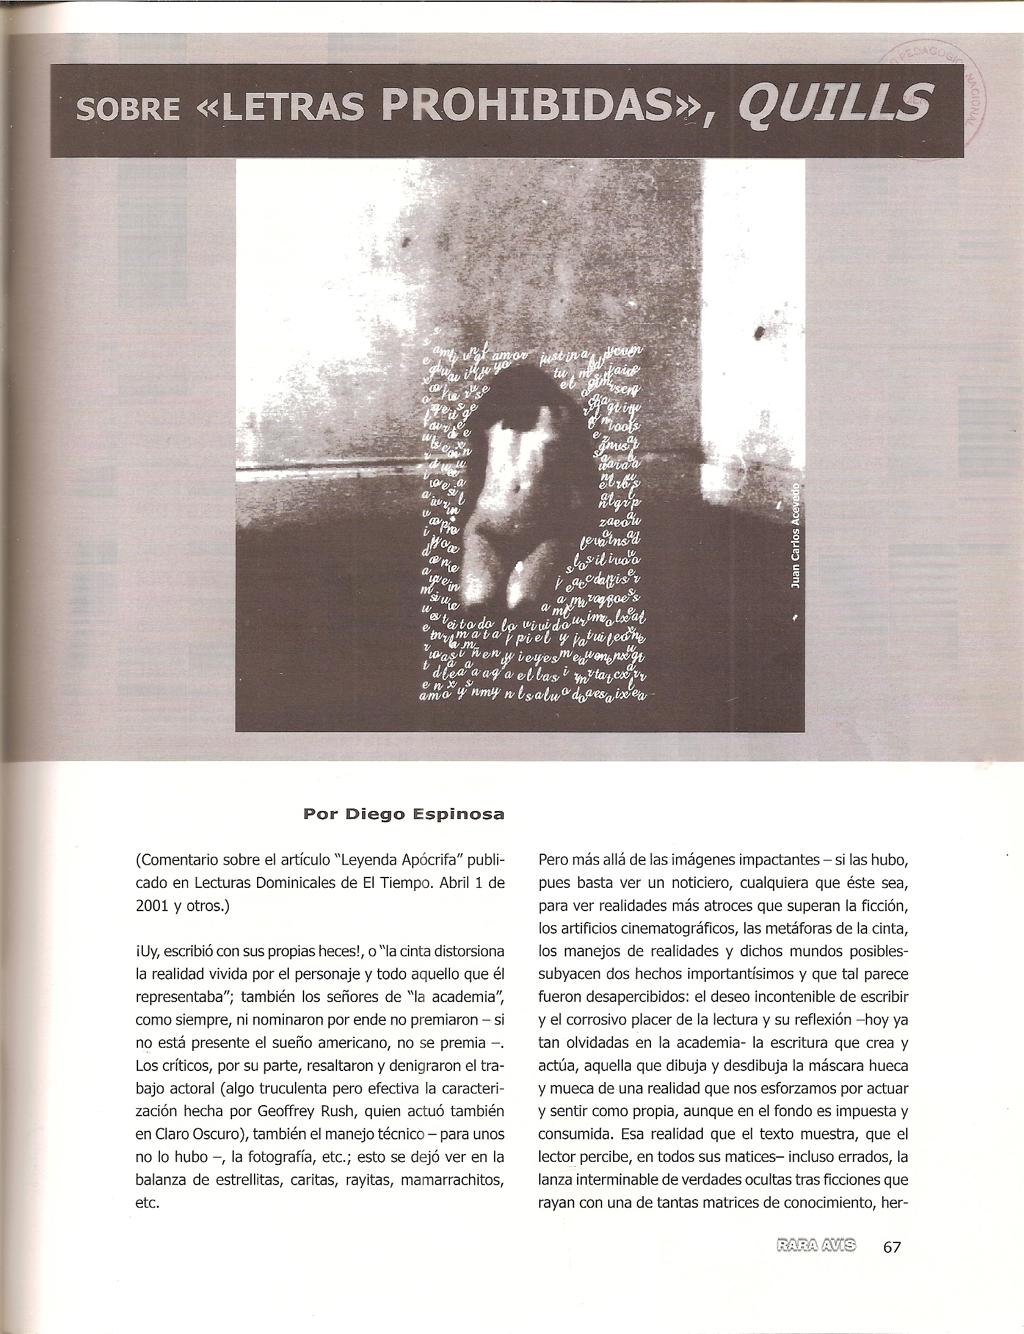 SOBRE «LETRAS PROHIBIDAS», QUILLS
Juan Carlos Acevedo
Por Diego Espinosa
(Comentario sobre el artículo "Leyenda Apócrifa" publi-
cado en Lecturas Dominicales de El Tiempo. Abril 1 de
2001 y otros.)
¡Uy, escribió con sus propias heces!, o "la cinta distorsiona
la realidad vivida por el personaje y todo aquello que él
representaba"; también los señores de "la academia",
como siempre, ni nominaron por ende no premiaron – si
no está presente el sueño americano, no se premia –.
Los críticos, por su parte, resaltaron y denigraron el tra-
bajo actoral (algo truculenta pero efectiva la caracteri-
zación hecha por Geoffrey Rush, quien actuó también
en Claro Oscuro), también el manejo técnico – para unos
no lo hubo –, la fotografía, etc.; esto se dejó ver en la
balanza de estrellitas, caritas, rayitas, mamarrachitos,
etc.
Pero más allá de las imágenes impactantes – si las hubo,
pues basta ver un noticiero, cualquiera que éste sea,
para ver realidades más atroces que superan la ficción,
los artificios cinematográficos, las metáforas de la cinta,
los manejos de realidades y dichos mundos posibles-
subyacen dos hechos importantísimos y que tal parece
fueron desapercibidos: el deseo incontenible de escribir
y el corrosivo placer de la lectura y su reflexión –hoy ya
tan olvidadas en la academia- la escritura que crea y
actúa, aquella que dibuja y desdibuja la máscara hueca
y mueca de una realidad que nos esforzamos por actuar
y sentir como propia, aunque en el fondo es impuesta y
consumida. Esa realidad que el texto muestra, que el
lector percibe, en todos sus matices– incluso errados, la
lanza interminable de verdades ocultas tras ficciones que
rayan con una de tantas matrices de conocimiento, her-
RARA AVIS 67